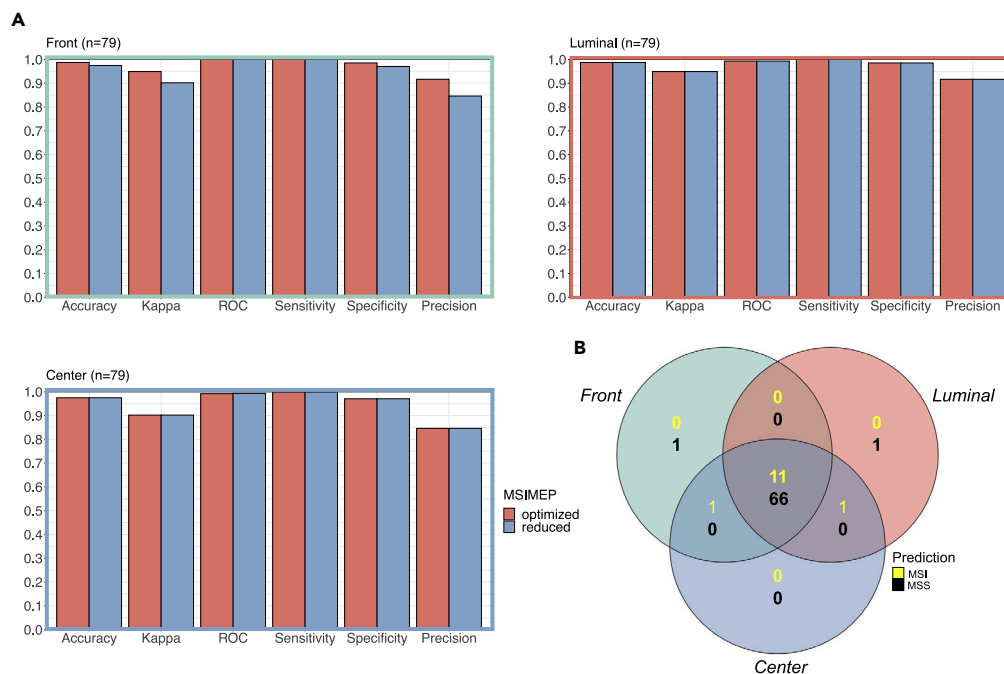 A
Front (n=79)
1.0
0.9
0.8
0.7
0.6
0.5
0.4
0.3
0.2
0.1
0.0
Accuracy Kappa ROC Sensitivity Specificity Precision
Luminal (n=79)
1.0
0.9
0.8
0.7
0.6
0.5
0.4
0.3
0.2
0.1
0.0
Accuracy Kappa ROC Sensitivity Specificity Precision
Center (n=79)
1.0
0.9
0.8
0.7
0.6
0.5
0.4
0.3
0.2
0.1
0.0
Accuracy Kappa ROC Sensitivity Specificity Precision
MSIMEP
optimized
reduced
B
Front
Luminal
0
0
0
1
0
1
11
66
1
0
1
0
0
0
Center
Prediction
MSI
MSS